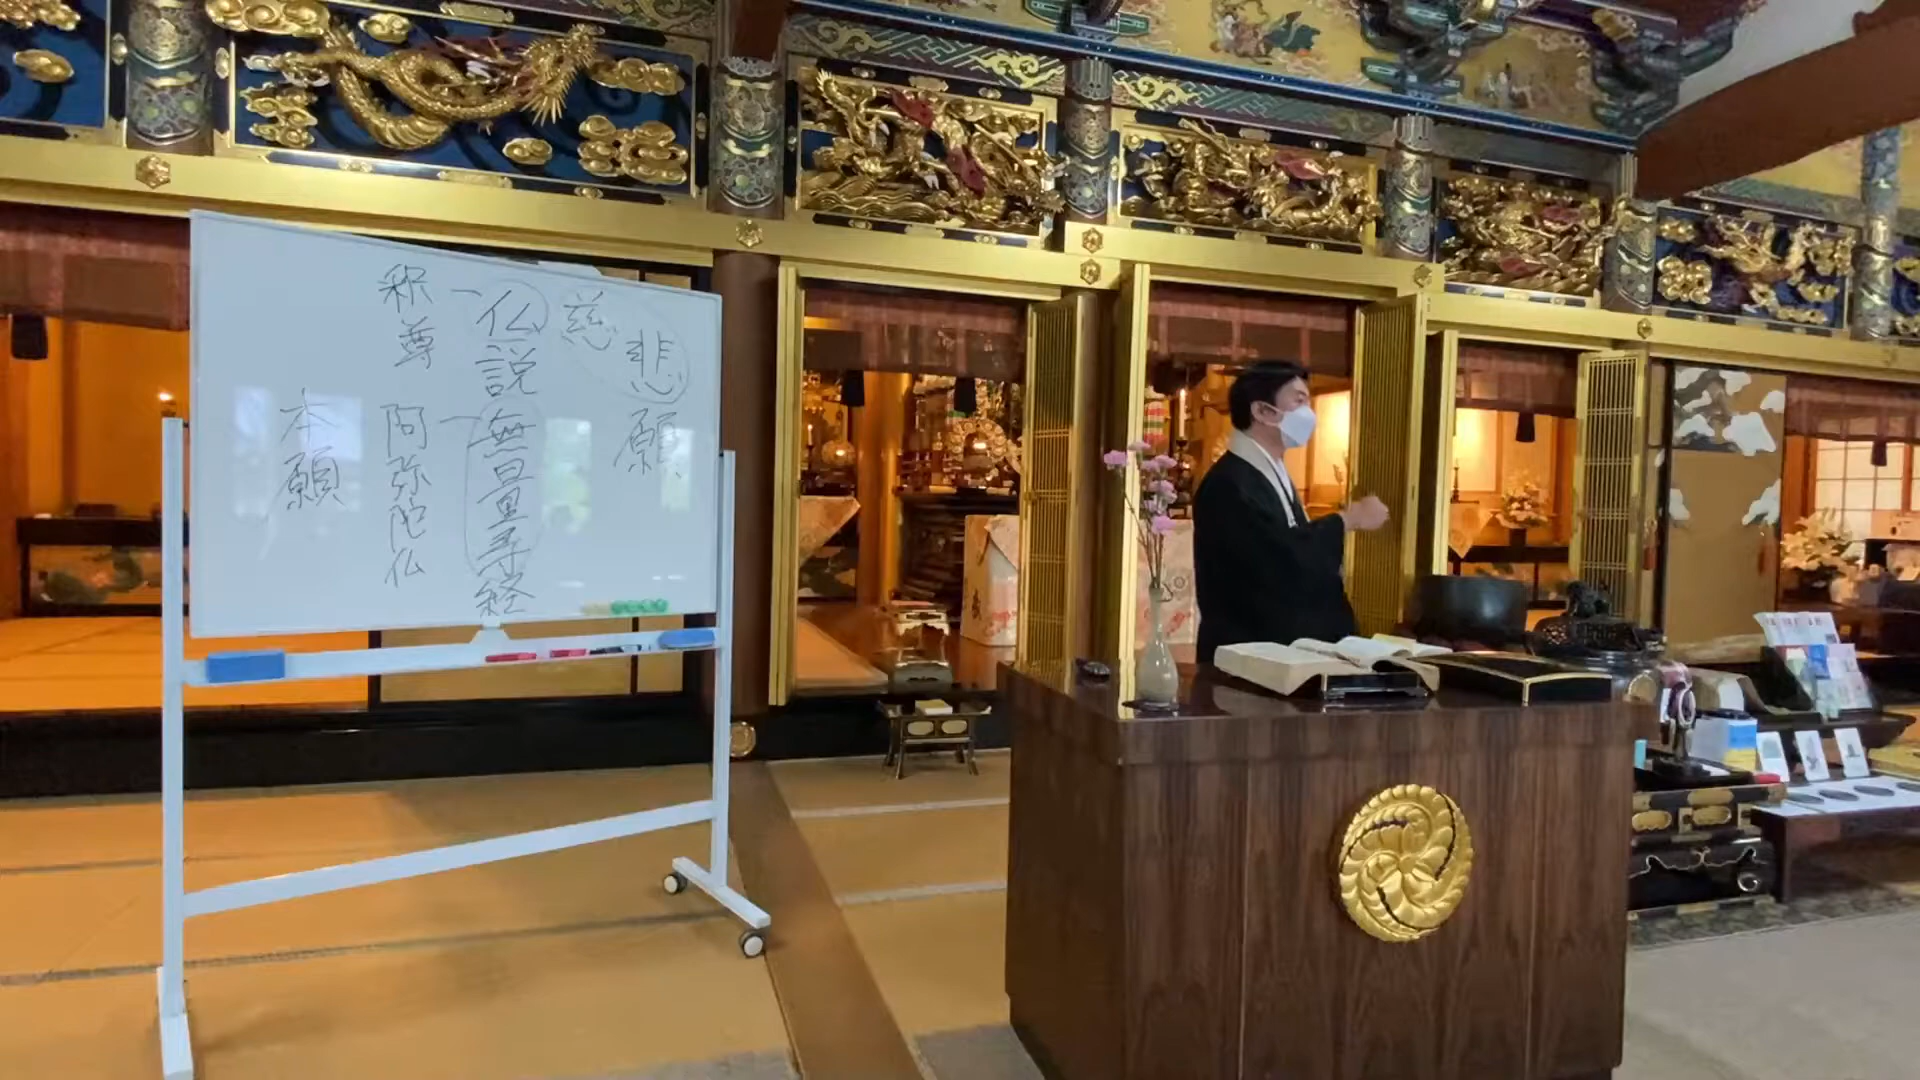 悲願
慈
仏説無量寿経
釈尊
阿弥陀仏
本願